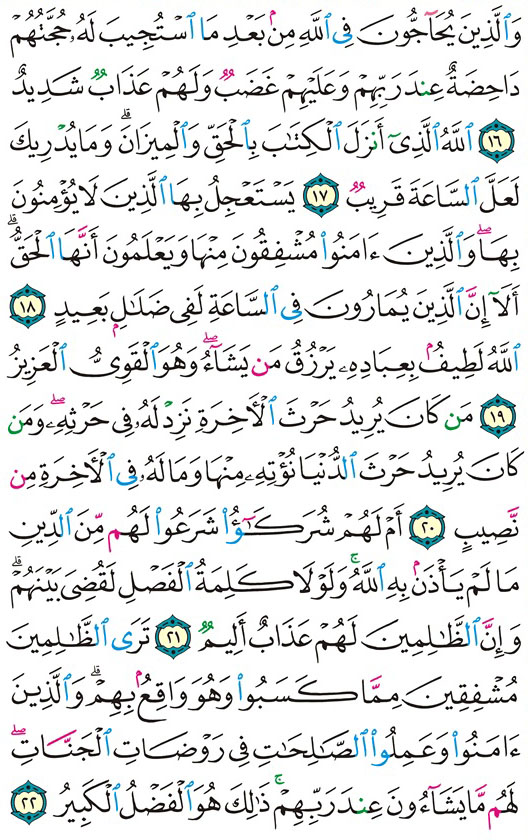 وَٱلَّذِينَ يُحَآجُّونَ فِى ٱللَّهِ مِنۢ بَعْدِ مَا ٱسْتُجِيبَ لَهُۥ حُجَّتُهُمْ
دَاحِضَةٌ عِندَ رَبِّهِمْ وَعَلَيْهِمْ غَضَبٌ وَلَهُمْ عَذَابٌ شَدِيدٌ
١٦ ٱللَّهُ ٱلَّذِىٓ أَنزَلَ ٱلْكِتَٰبَ بِٱلْحَقِّ وَٱلْمِيزَانَ ۗ وَمَا يُدْرِيكَ
لَعَلَّ ٱلسَّاعَةَ قَرِيبٌ ١٧ يَسْتَعْجِلُ بِهَا ٱلَّذِينَ لَا يُؤْمِنُونَ
بِهَا ۖ وَٱلَّذِينَ ءَامَنُوا۟ مُشْفِقُونَ مِنْهَا وَيَعْلَمُونَ أَنَّهَا ٱلْحَقُّ ۗ
أَلَآ إِنَّ ٱلَّذِينَ يُمَارُونَ فِى ٱلسَّاعَةِ لَفِى ضَلَٰلٍۭ بَعِيدٍ ١٨
ٱللَّهُ لَطِيفٌۢ بِعِبَادِهِۦ يَرْزُقُ مَن يَشَآءُ ۖ وَهُوَ ٱلْقَوِىُّ ٱلْعَزِيزُ
١٩ مَن كَانَ يُرِيدُ حَرْثَ ٱلْءَاخِرَةِ نَزِدْ لَهُۥ فِى حَرْثِهِۦ ۖ وَمَن
كَانَ يُرِيدُ حَرْثَ ٱلدُّنْيَا نُؤْتِهِۦ مِنْهَا وَمَا لَهُۥ فِى ٱلْءَاخِرَةِ مِن
نَّصِيبٍ ٢٠ أَمْ لَهُمْ شُرَكَٰٓؤُا۟ شَرَعُوا۟ لَهُم مِّنَ ٱلدِّينِ
مَا لَمْ يَأْذَنۢ بِهِ ٱللَّهُ ۚ وَلَوْلَا كَلِمَةُ ٱلْفَصْلِ لَقُضِىَ بَيْنَهُمْ ۗ
وَإِنَّ ٱلظَّٰلِمِينَ لَهُمْ عَذَابٌ أَلِيمٌ ٢١ تَرَى ٱلظَّٰلِمِينَ
مُشْفِقِينَ مِمَّا كَسَبُوا۟ وَهُوَ وَاقِعٌۢ بِهِمْ ۗ وَٱلَّذِينَ
ءَامَنُوا۟ وَعَمِلُوا۟ ٱلصَّٰلِحَٰتِ فِى رَوْضَاتِ ٱلْجَنَّاتِ ۖ
لَهُم مَّا يَشَآءُونَ عِندَ رَبِّهِمْ ۚ ذَٰلِكَ هُوَ ٱلْفَضْلُ ٱلْكَبِيرُ ٢٢